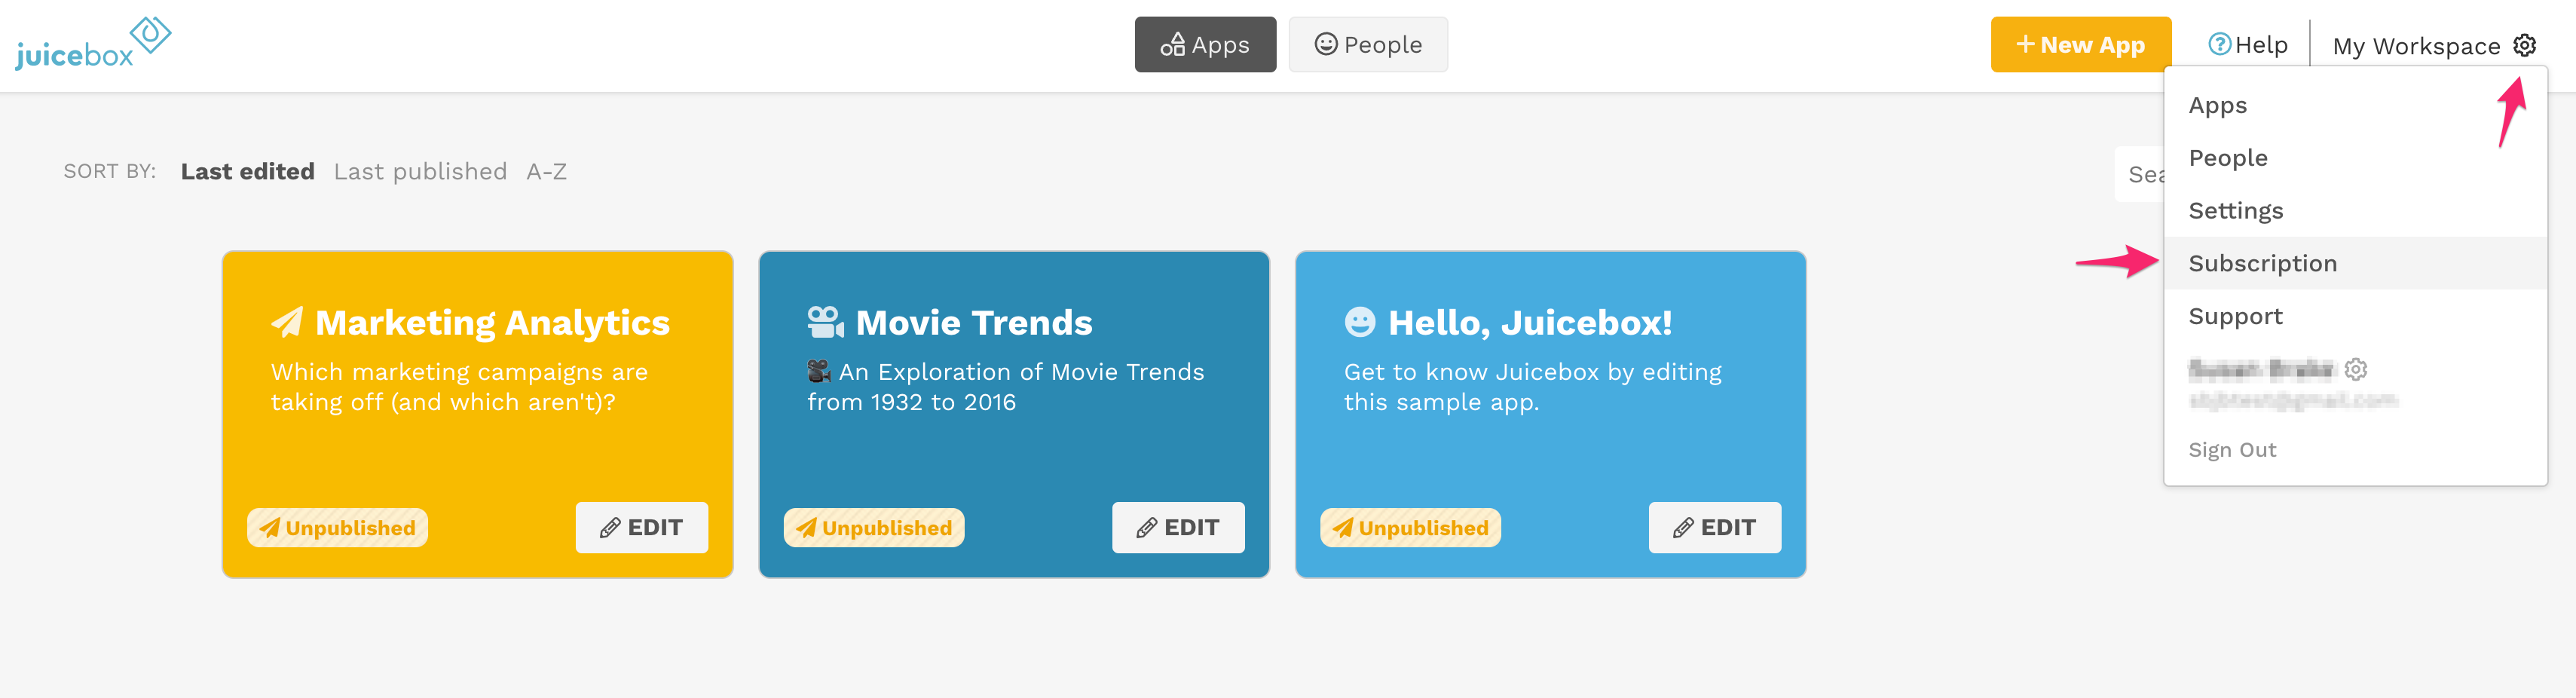 juicebox
Apps
People
+ New App
Help
My Workspace
SORT BY: Last edited Last published A-Z
Apps
People
Settings
Subscription
Support
Sign Out
Marketing Analytics
Which marketing campaigns are
taking off (and which aren't)?
Unpublished
EDIT
Movie Trends
🎥 An Exploration of Movie Trends
from 1932 to 2016
Unpublished
EDIT
Hello, Juicebox!
Get to know Juicebox by editing
this sample app.
Unpublished
EDIT